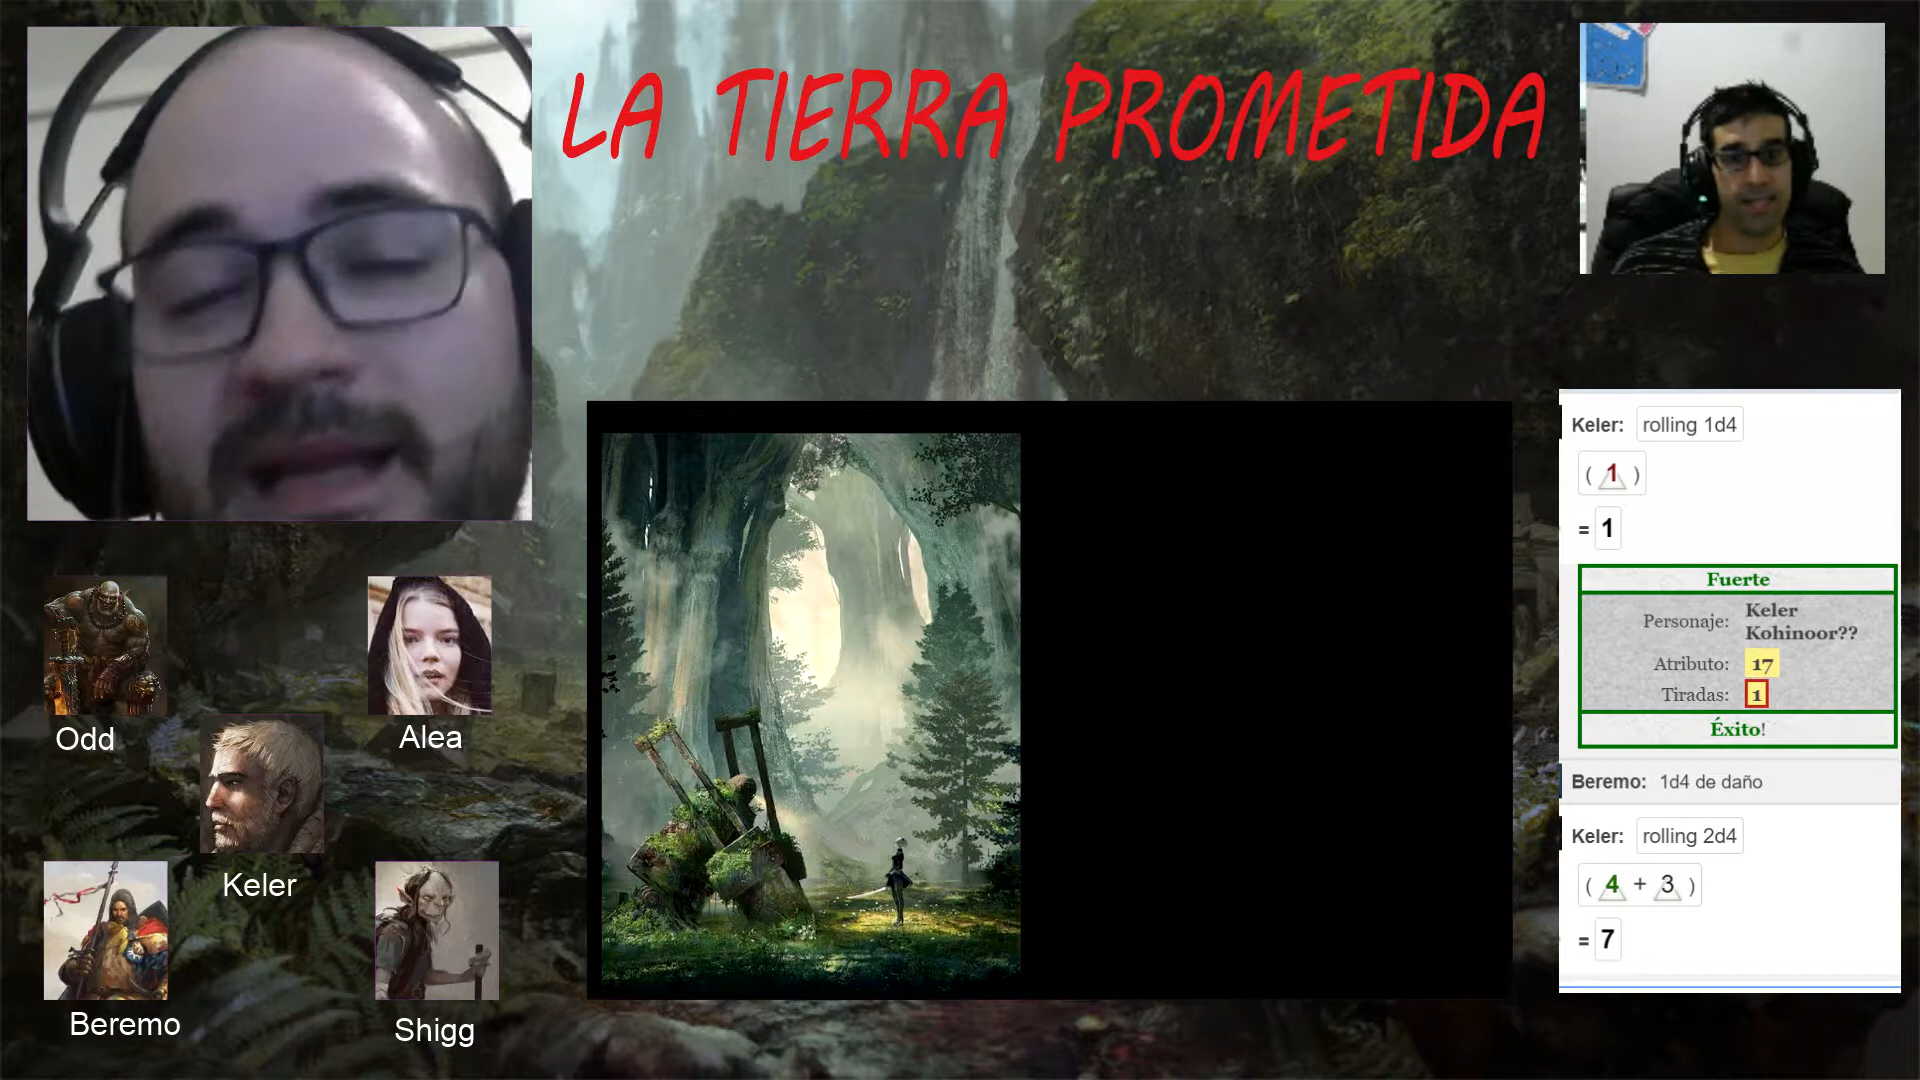 LA TIERRA PROMETIDA
Odd
Alea
Keler
Beremo
Shigg
Keler: rolling 1d4
( 1 )
= 1
Fuerte
Personaje: Keler
Kohinoor??
Atributo: 17
Tiradas: 1
Éxito!
Beremo: 1d4 de daño
Keler: rolling 2d4
( 4 + 3 )
= 7